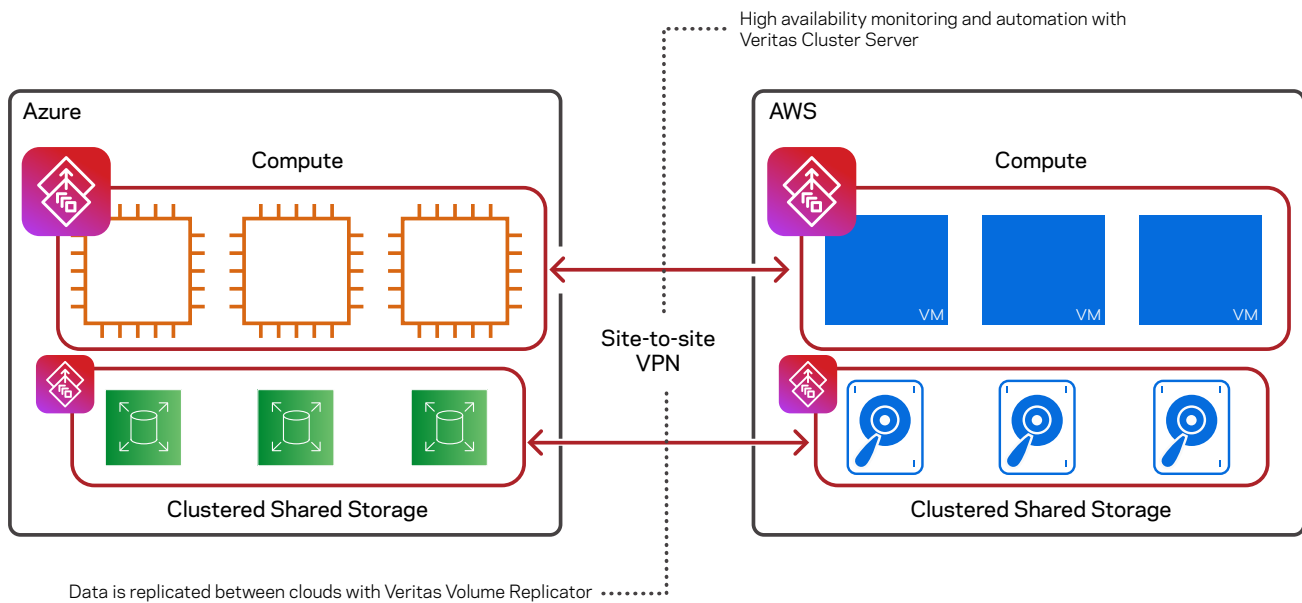 High availability monitoring and automation with
Veritas Cluster Server
Azure
Compute
AWS
Compute
VM
VM
VM
Site-to-site
VPN
Clustered Shared Storage
Clustered Shared Storage
Data is replicated between clouds with Veritas Volume Replicator